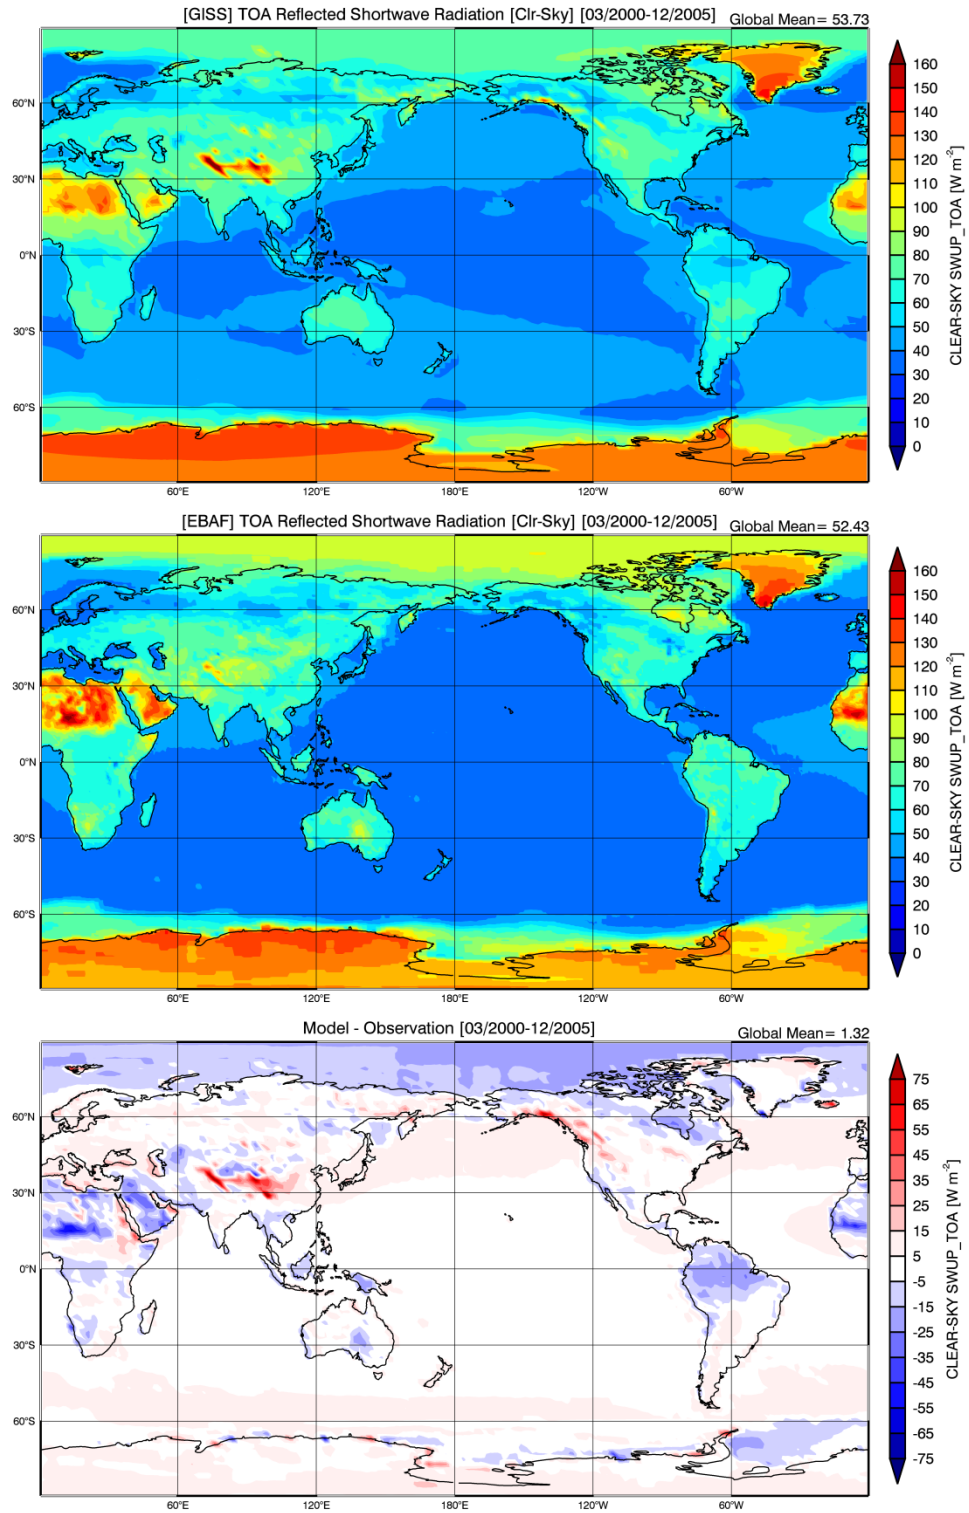 [GISS] TOA Reflected Shortwave Radiation [Clr-Sky] [03/2000-12/2005] Global Mean= 53.73
60°N
30°N
0°N
30°S
60°S
60°E 120°E 180°E 120°W 60°W
160
150
140
130
120
110
100
90
80
70
60
50
40
30
20
10
0
CLEAR-SKY SWUP_TOA [W m-2]
[EBAF] TOA Reflected Shortwave Radiation [Clr-Sky] [03/2000-12/2005] Global Mean= 52.43
60°N
30°N
0°N
30°S
60°S
60°E 120°E 180°E 120°W 60°W
160
150
140
130
120
110
100
90
80
70
60
50
40
30
20
10
0
CLEAR-SKY SWUP_TOA [W m-2]
Model - Observation [03/2000-12/2005] Global Mean= 1.32
60°N
30°N
0°N
30°S
60°S
60°E 120°E 180°E 120°W 60°W
75
65
55
45
35
25
15
5
-5
-15
-25
-35
-45
-55
-65
-75
CLEAR-SKY SWUP_TOA [W m-2]